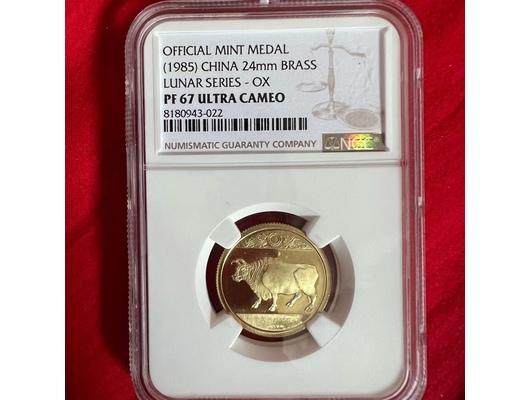 OFFICIAL MINT MEDAL
(1985) CHINA 24mm BRASS
LUNAR SERIES - OX
PF 67 ULTRA CAMEO
8180943-022
NUMISMATIC GUARANTY COMPANY
NGC